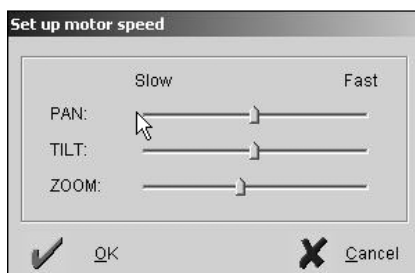 Set up motor speed
Slow Fast
PAN:
TILT:
ZOOM:
OK Cancel